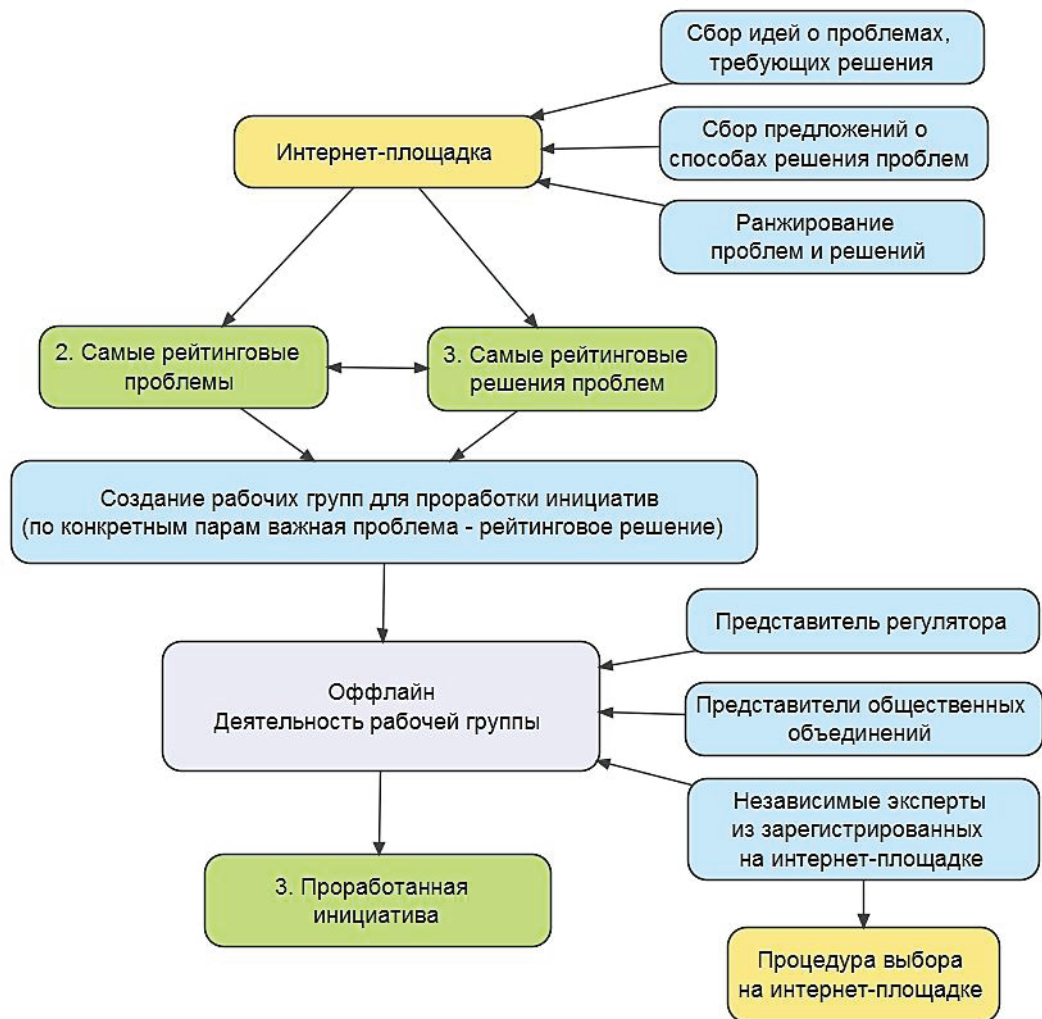 Сбор идей о проблемах,
требующих решения
Интернет-площадка
Сбор предложений о
способах решения проблем
Ранжирование
проблем и решений
2. Самые рейтинговые
проблемы
3. Самые рейтинговые
решения проблем
Создание рабочих групп для проработки инициатив
(по конкретным парам важная проблема - рейтинговое решение)
Представитель регулятора
Оффлайн
Деятельность рабочей группы
Представители общественных
объединений
Независимые эксперты
из зарегистрированных
на интернет-площадке
3. Проработанная
инициатива
Процедура выбора
на интернет-площадке